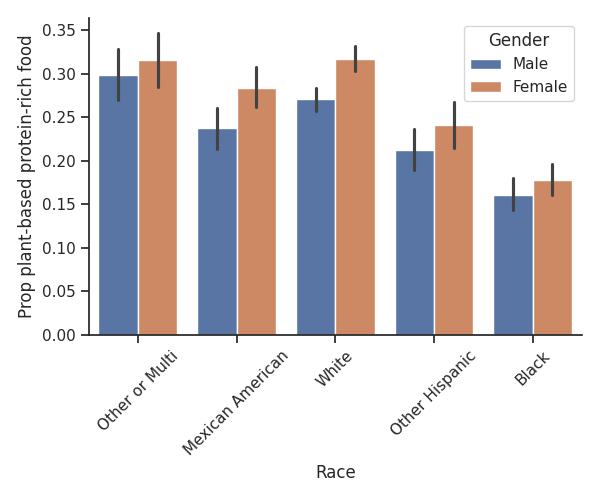 Gender
Male
Female
Prop plant-based protein-rich food
0.35
0.30
0.25
0.20
0.15
0.10
0.05
0.00
Other or Multi
Mexican American
White
Other Hispanic
Black
Race